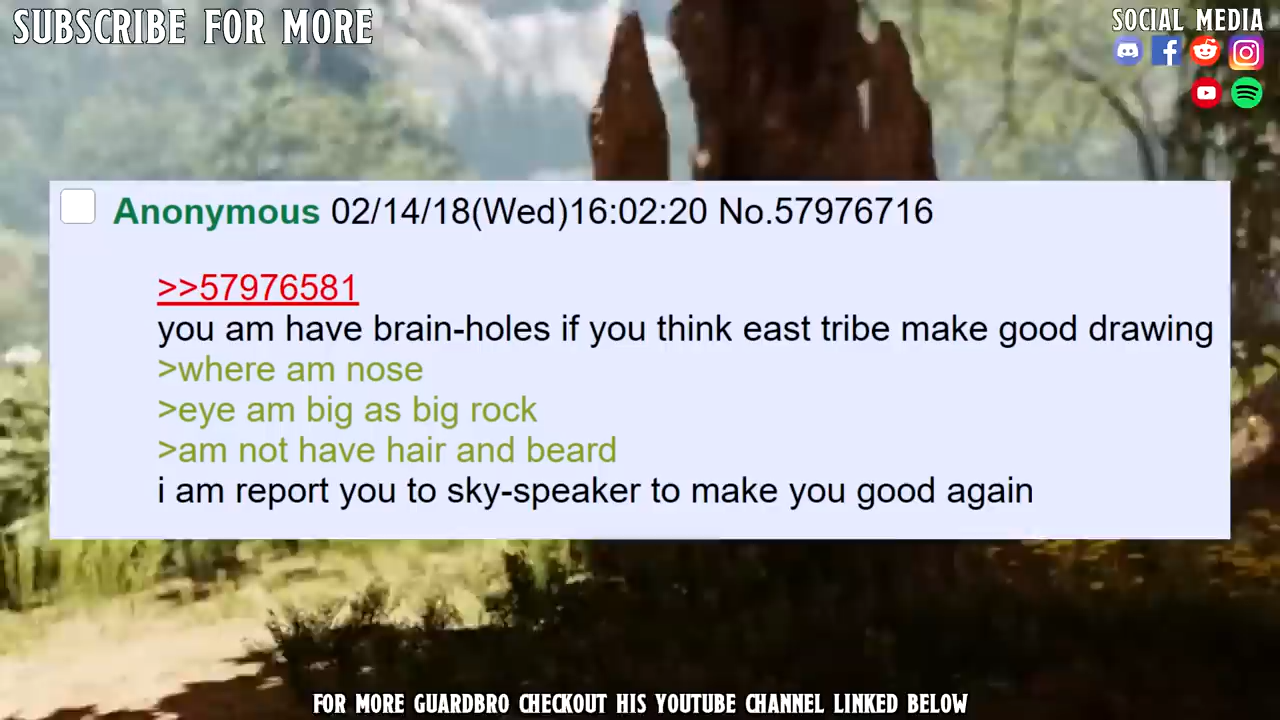 SUBSCRIBE FOR MORE
SOCIAL MEDIA
Anonymous 02/14/18(Wed)16:02:20 No.57976716
>>57976581
you am have brain-holes if you think east tribe make good drawing
>where am nose
>eye am big as big rock
>am not have hair and beard
i am report you to sky-speaker to make you good again
FOR MORE GUARDBRO CHECKOUT HIS YOUTUBE CHANNEL LINKED BELOW